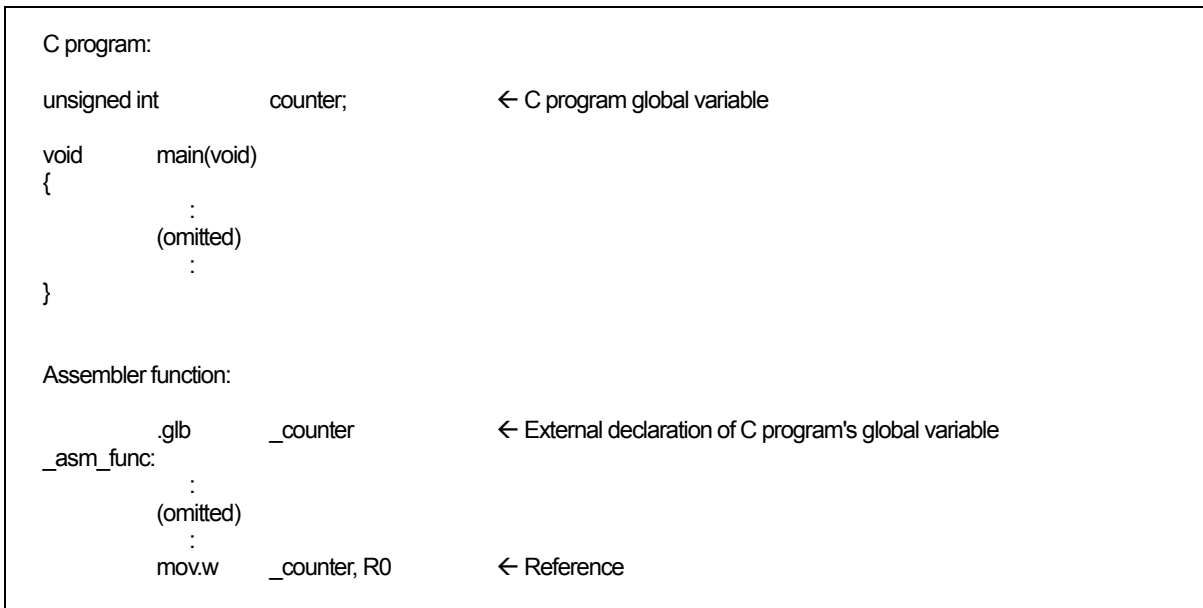 C program:
unsigned int counter; ← C program global variable
void main(void)
{
:
(omitted)
:
}
Assembler function:
.glb _counter ← External declaration of C program's global variable
_asm_func:
:
(omitted)
:
mov.w _counter, R0 ← Reference